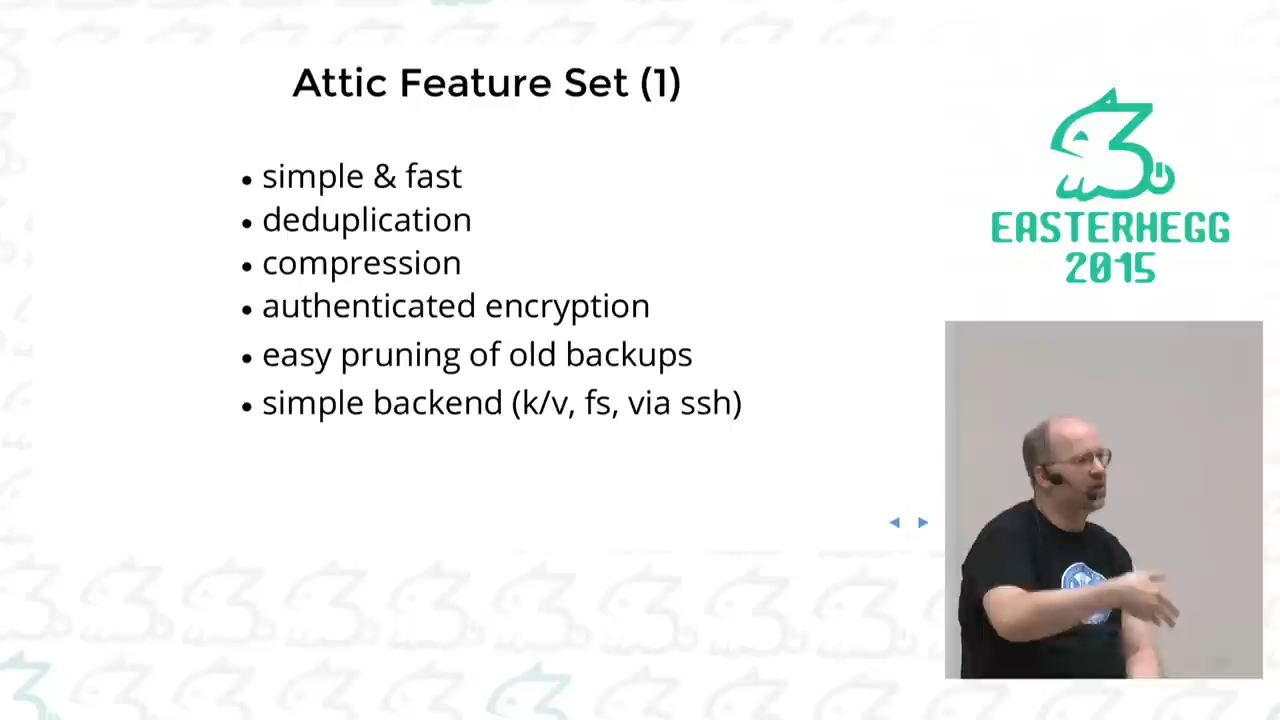 Attic Feature Set (1)
• simple & fast
• deduplication
• compression
• authenticated encryption
• easy pruning of old backups
• simple backend (k/v, fs, via ssh)
EASTERHEGG
2015